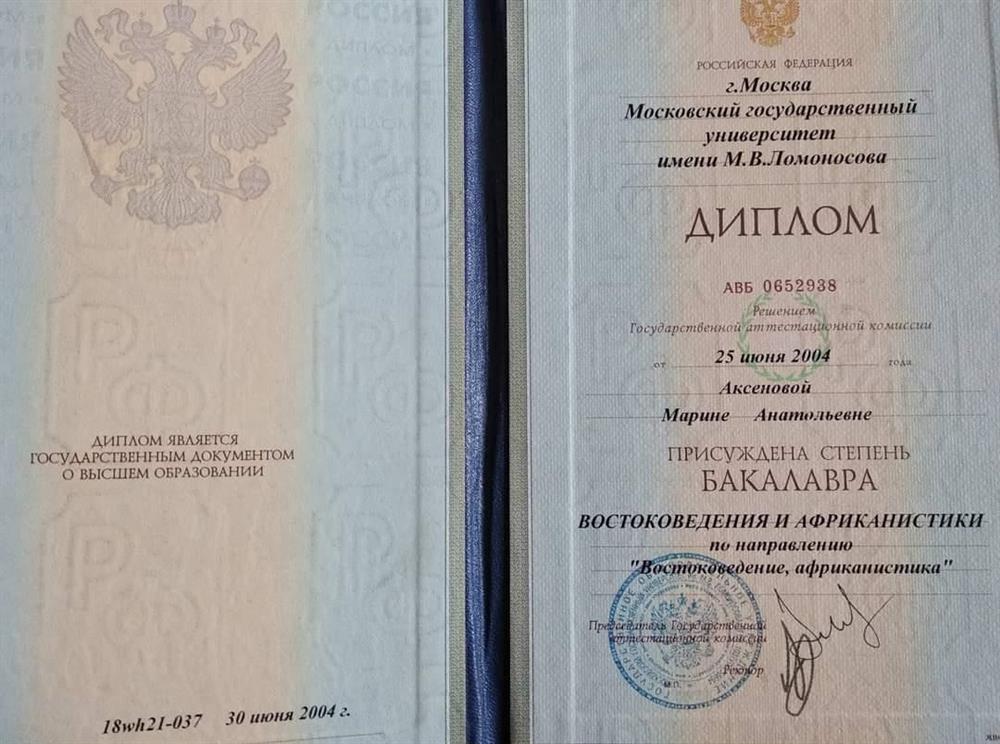 ДИПЛОМ ЯВЛЯЕТСЯ
ГОСУДАРСТВЕННЫМ ДОКУМЕНТОМ
О ВЫСШЕМ ОБРАЗОВАНИИ
18wh21-037 30 июня 2004 г.
РОССИЙСКАЯ ФЕДЕРАЦИЯ
г.Москва
Московский государственный
университет
имени М.В.Ломоносова
ДИПЛОМ
АВБ 0652938
Решением
Государственной аттестационной комиссии
от 25 июня 2004 года
Аксеновой
Марине Анатольевне
ПРИСУЖДЕНА СТЕПЕНЬ
БАКАЛАВРА
ВОСТОКОВЕДЕНИЯ И АФРИКАНИСТИКИ
по направлению
"Востоковедение, африканистика"
Председатель Государственной
аттестационной комиссии
Ректор
М.П.